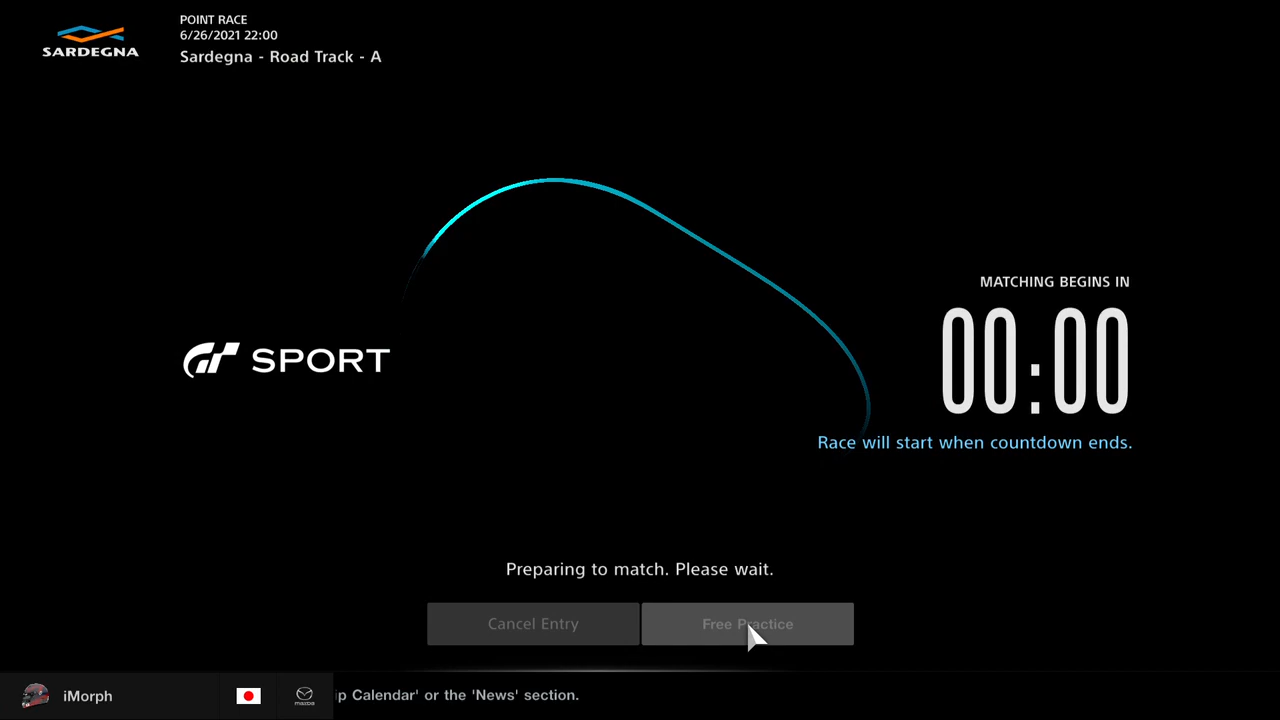 SARDEGNA
POINT RACE
6/26/2021 22:00
Sardegna - Road Track - A
MATCHING BEGINS IN
00:00
GT SPORT
Race will start when countdown ends.
Preparing to match. Please wait.
Cancel Entry
Free Practice
iMorph
mazda
ip Calendar' or the 'News' section.